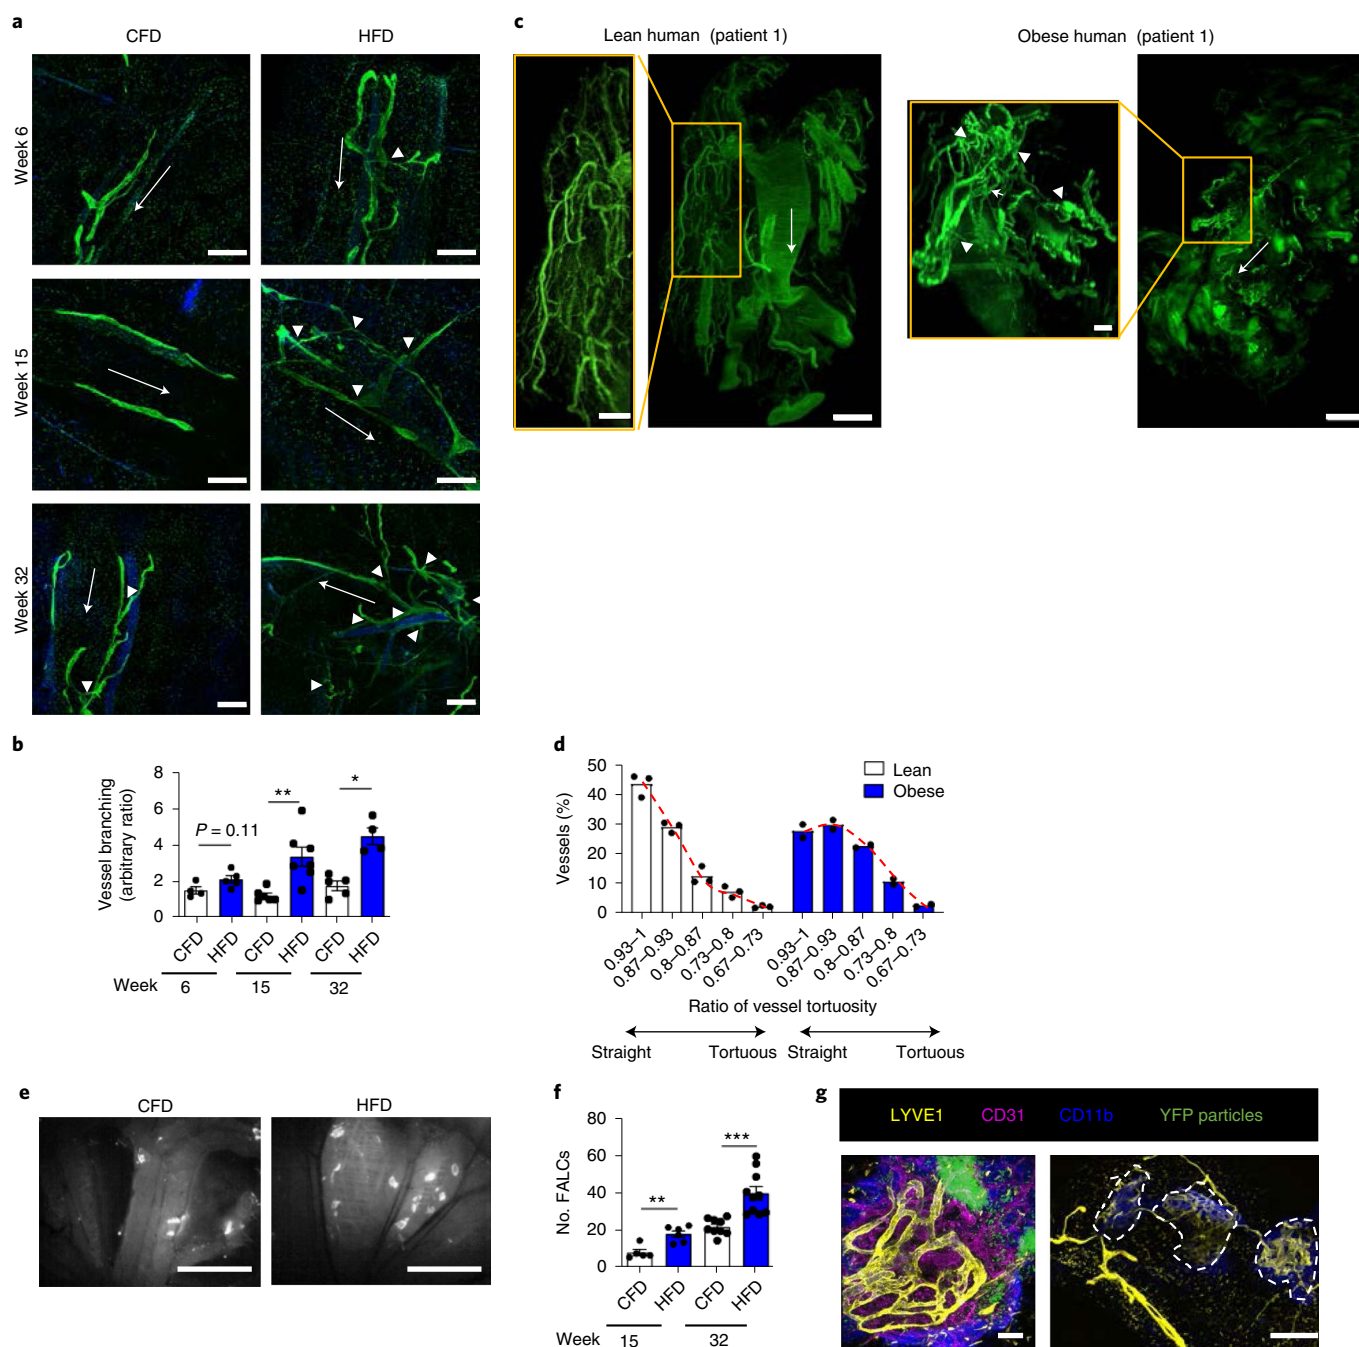 a
CFD
HFD
Week 6
Week 15
Week 32
c
Lean human (patient 1)
Obese human (patient 1)
b
Vessel branching
(arbitrary ratio)
8
6
4
2
0
P = 0.11
**
*
CFD
HFD
CFD
HFD
CFD
HFD
Week
6
15
32
d
Vessels (%)
50
40
30
20
10
0
Lean
Obese
0.93–1
0.87–0.93
0.8–0.87
0.73–0.8
0.67–0.73
0.93–1
0.87–0.93
0.8–0.87
0.73–0.8
0.67–0.73
Ratio of vessel tortuosity
Straight
Tortuous
Straight
Tortuous
e
CFD
HFD
f
No. FALCs
80
60
40
20
0
**
***
CFD
HFD
CFD
HFD
Week
15
32
g
LYVE1
CD31
CD11b
YFP particles